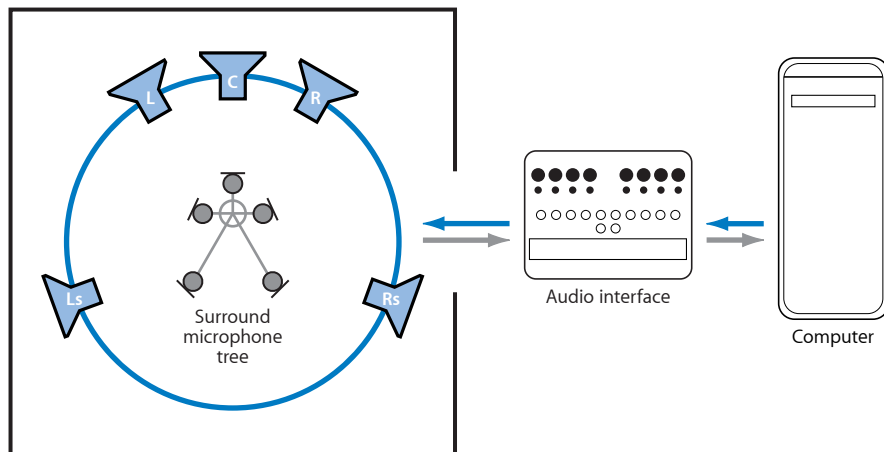 C
L
R
Ls
Rs
Surround
microphone
tree
Audio interface
Computer